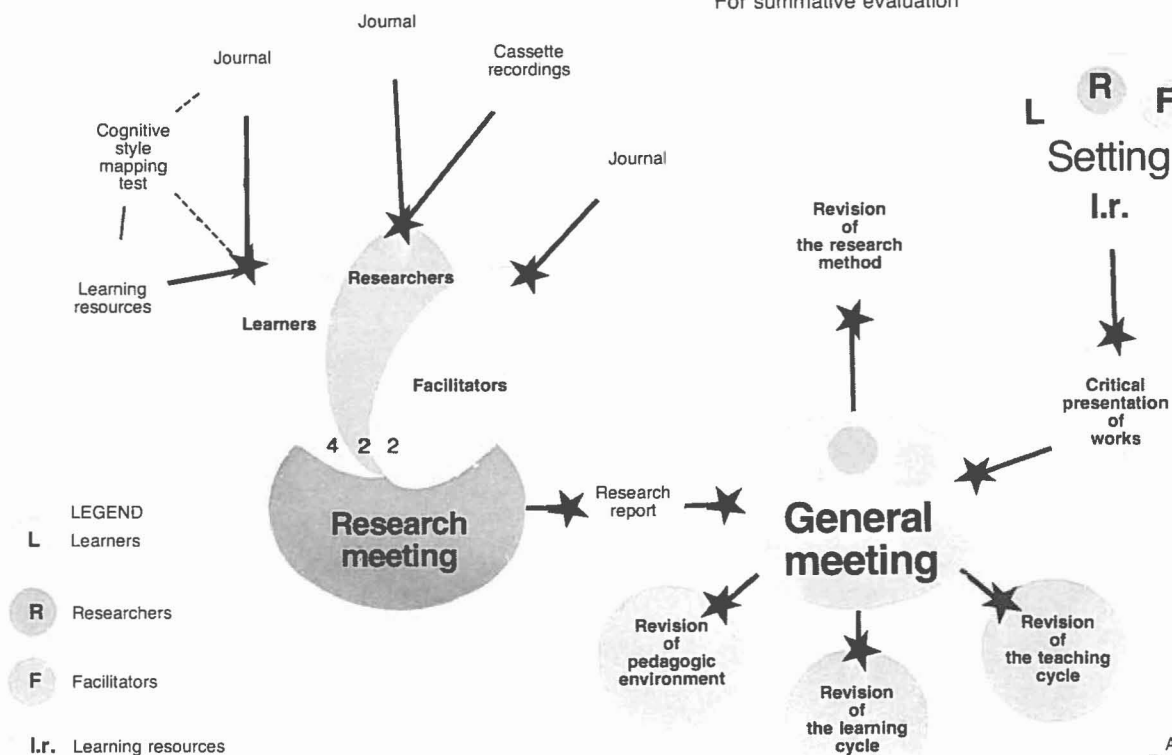 For summative evaluation
Journal
Journal
Cassette
recordings
Cognitive
style
mapping
test
Journal
Learning
resources
Learners
Researchers
Facilitators
4 2 2
Research
meeting
Research
report
Revision
of
the research
method
L
R
F
Setting
l.r.
Critical
presentation
of
works
General
meeting
Revision
of
pedagogic
environment
Revision
of
the learning
cycle
Revision
of
the teaching
cycle
LEGEND
L Learners
R Researchers
F Facilitators
l.r. Learning resources